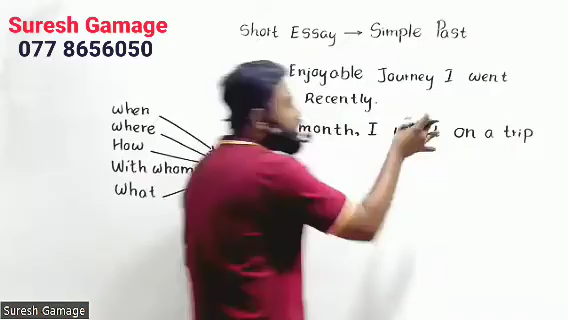 Suresh Gamage
077 8656050
Short Essay → Simple Past
Enjoyable Journey I went
Recently.
month, I on a trip
when
where
How
With whom
what
Suresh Gamage